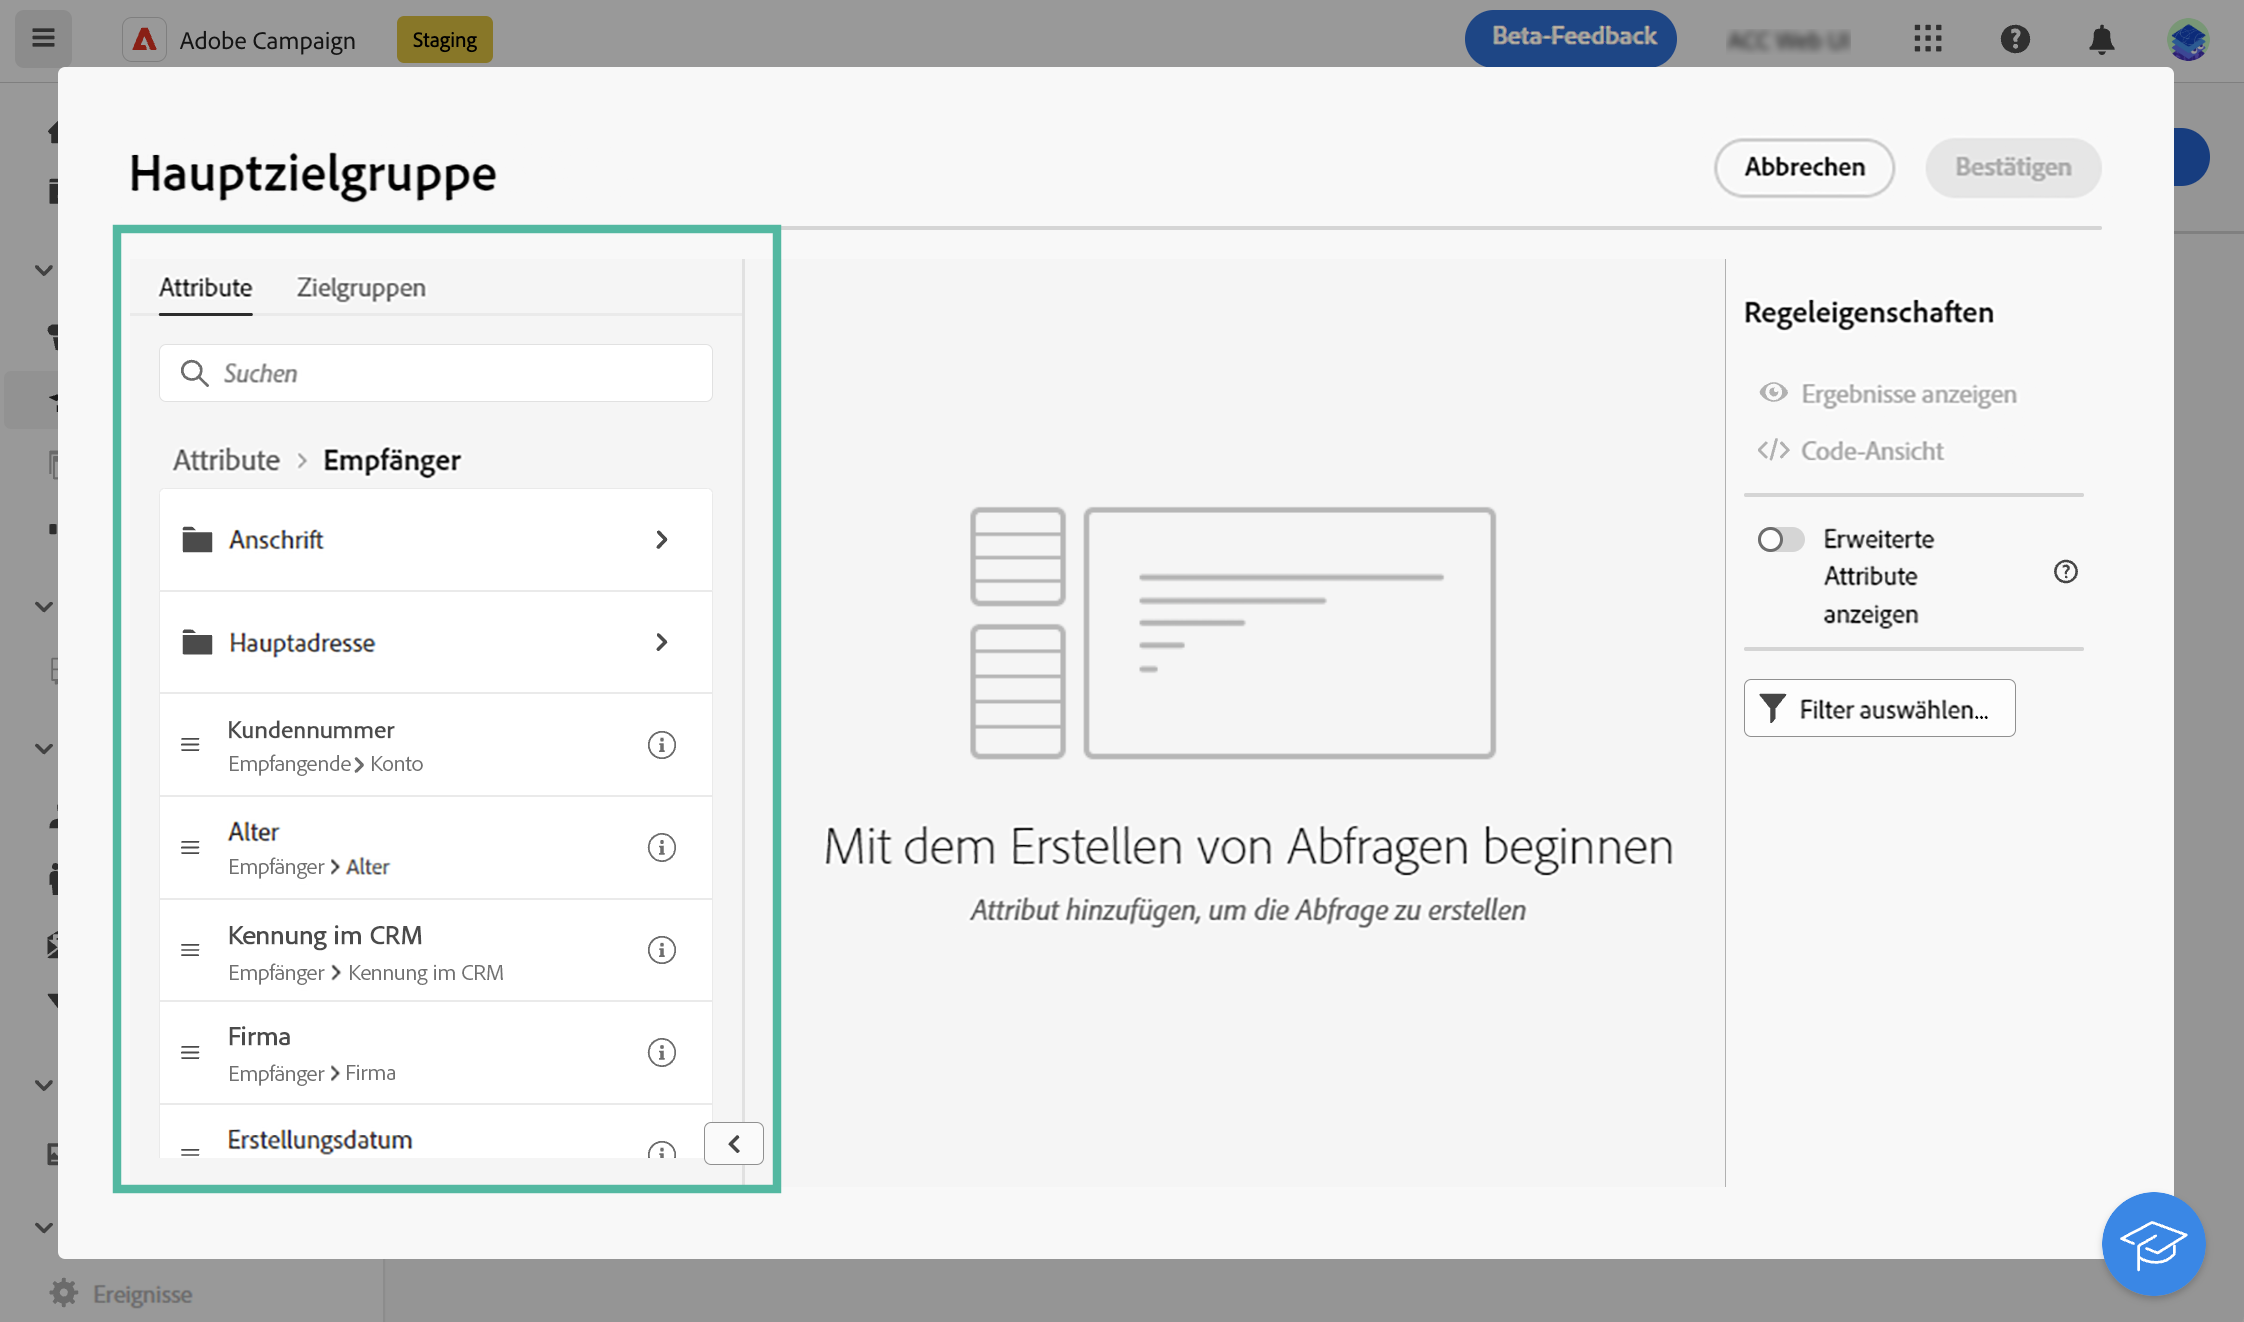 Adobe Campaign
Staging
Beta-Feedback
Hauptzielgruppe
Abbrechen
Bestätigen
Attribute
Zielgruppen
Suchen
Attribute > Empfänger
Anschrift
Hauptadresse
Kundennummer
Empfangende > Konto
Alter
Empfänger > Alter
Kennung im CRM
Empfänger > Kennung im CRM
Firma
Empfänger > Firma
Erstellungsdatum
Mit dem Erstellen von Abfragen beginnen
Attribut hinzufügen, um die Abfrage zu erstellen
Regeleigenschaften
Ergebnisse anzeigen
</> Code-Ansicht
Erweiterte
Attribute
anzeigen
Filter auswählen...
Ereignisse